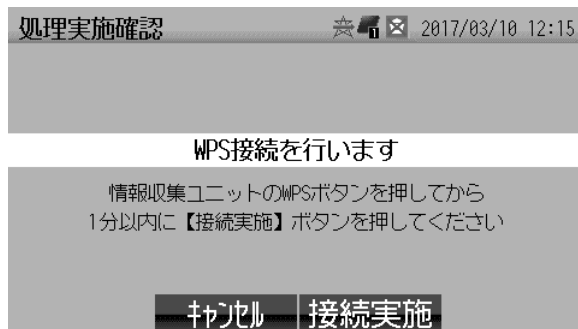 処理実施確認 1 2017/03/10 12:15
WPS接続を行います
情報収集ユニットのWPSボタンを押してから
1分以内に【接続実施】ボタンを押してください
ｷｬﾝｾﾙ 接続実施